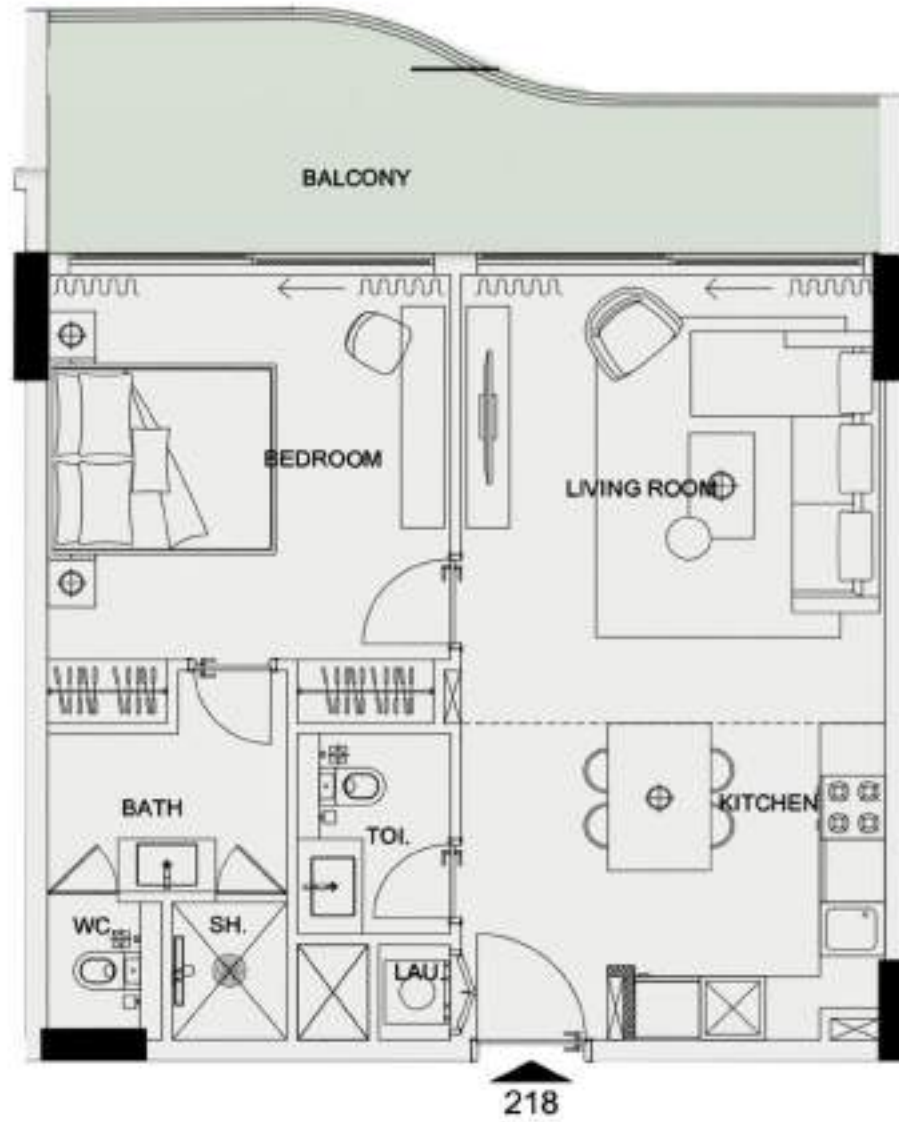 BALCONY
BEDROOM
LIVING ROOM
BATH
KITCHEN
TOI.
WC
SH.
LAU.
218